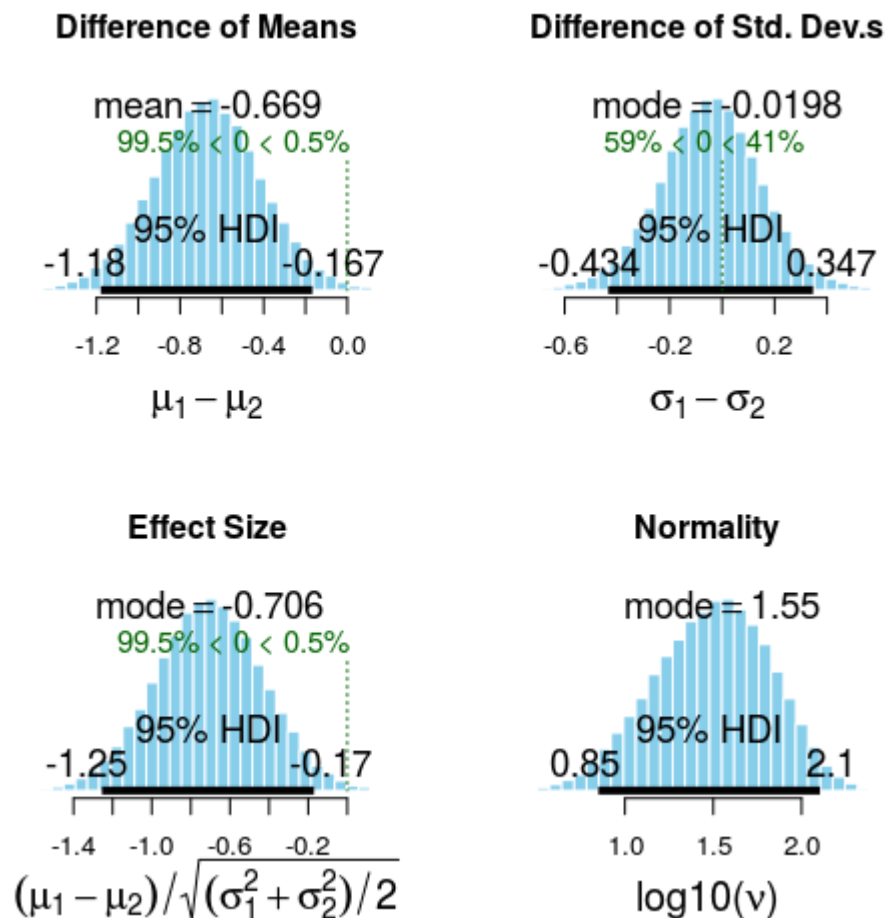 Difference of Means
mean = -0.669
99.5% < 0 < 0.5%
95% HDI
-1.18 -0.167
-1.2 -0.8 -0.4 0.0
μ1 − μ2
Difference of Std. Dev.s
mode = -0.0198
59% < 0 < 41%
95% HDI
-0.434 0.347
-0.6 -0.2 0.2
σ1 − σ2
Effect Size
mode = -0.706
99.5% < 0 < 0.5%
95% HDI
-1.25 -0.17
-1.4 -1.0 -0.6 -0.2
(μ1 − μ2)/√(σ1² + σ2²)/2
Normality
mode = 1.55
95% HDI
0.85 2.1
1.0 1.5 2.0
log10(ν)